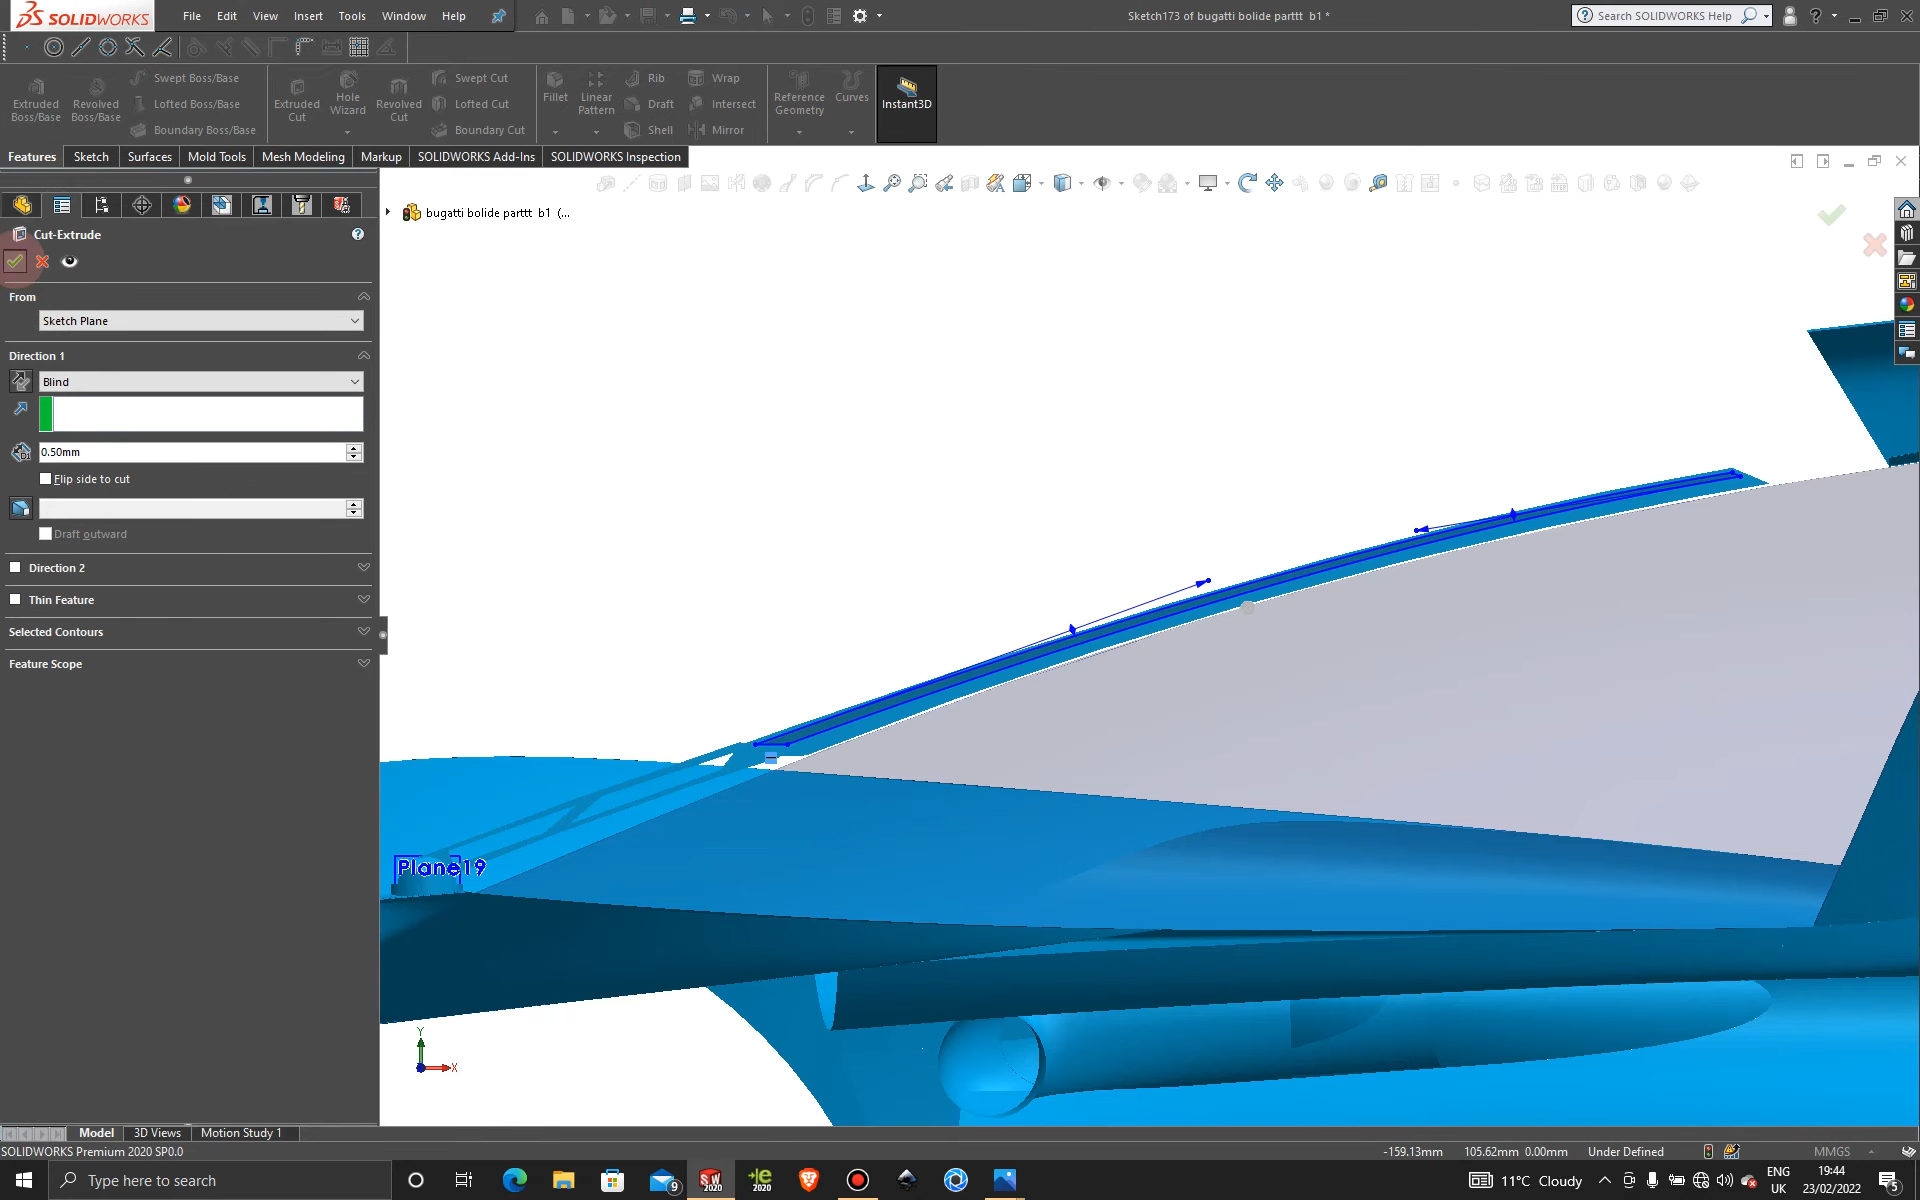 SOLIDWORKS
File Edit View Insert Tools Window Help
Sketch173 of bugatti bolide parttt b1 *
Search SOLIDWORKS Help
Extruded Boss/Base
Revolved Boss/Base
Swept Boss/Base
Lofted Boss/Base
Boundary Boss/Base
Extruded Cut
Hole Wizard
Revolved Cut
Swept Cut
Lofted Cut
Boundary Cut
Fillet
Linear Pattern
Rib
Draft
Shell
Wrap
Intersect
Mirror
Reference Geometry
Curves
Instant3D
Features Sketch Surfaces Mold Tools Mesh Modeling Markup SOLIDWORKS Add-Ins SOLIDWORKS Inspection
bugatti bolide parttt b1 (...
Cut-Extrude
From
Sketch Plane
Direction 1
Blind
0.50mm
Flip side to cut
Draft outward
Direction 2
Thin Feature
Selected Contours
Feature Scope
Plane19
Y
X
Model 3D Views Motion Study 1
SOLIDWORKS Premium 2020 SP0.0
-159.13mm 105.62mm 0.00mm Under Defined MMGS
Type here to search
9
SW 2020
e 2020
11°C Cloudy
ENG
UK
19:44
23/02/2022
5